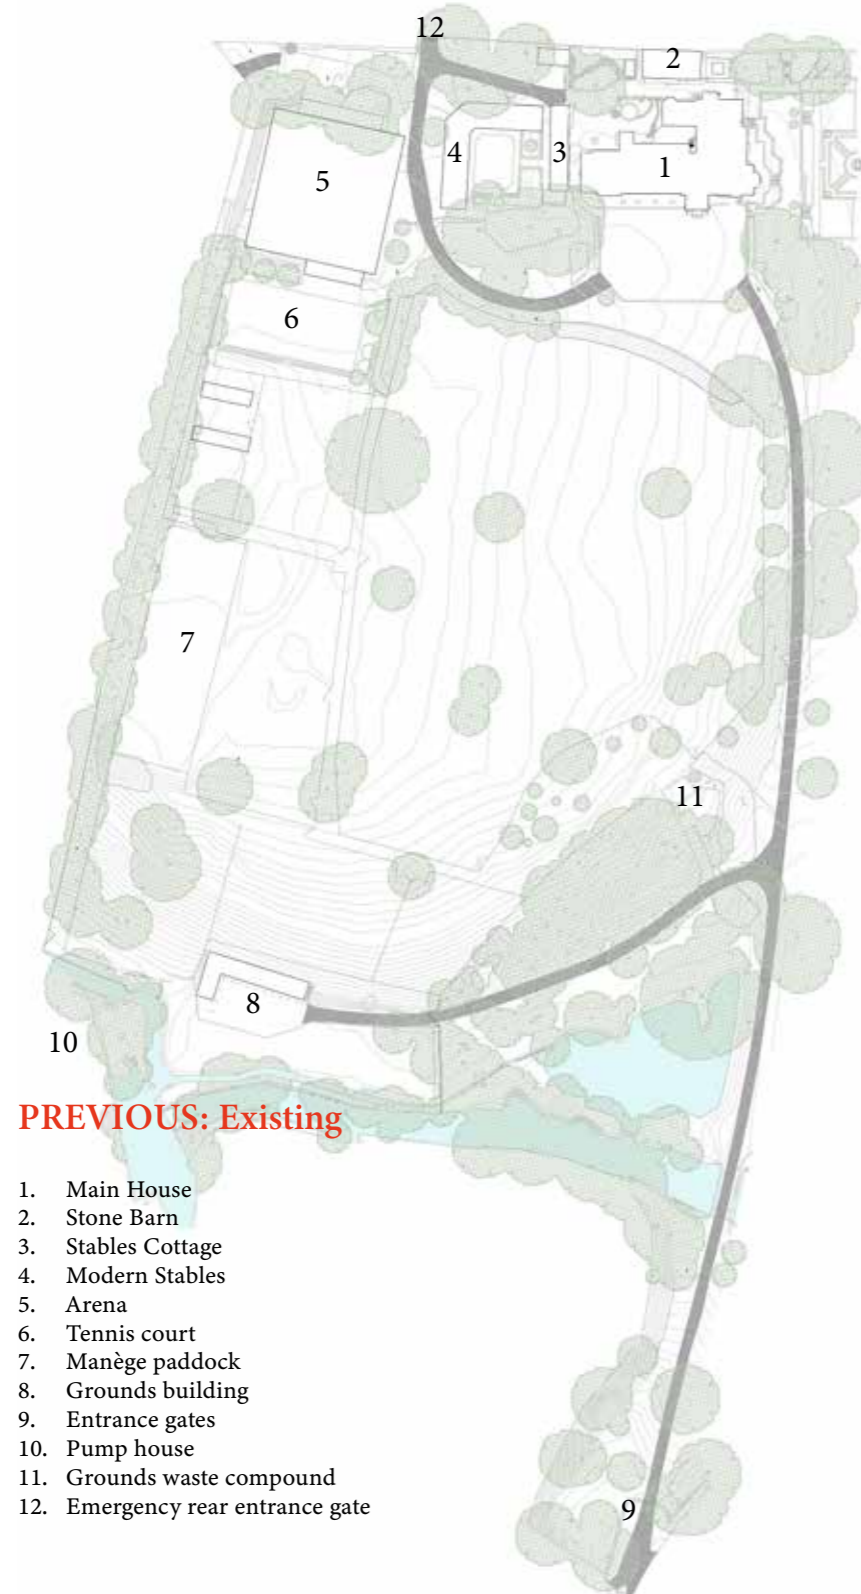 12
2
4
3
1
5
6
7
11
8
10
PREVIOUS: Existing
1. Main House
2. Stone Barn
3. Stables Cottage
4. Modern Stables
5. Arena
6. Tennis court
7. Manège paddock
8. Grounds building
9. Entrance gates
10. Pump house
11. Grounds waste compound
12. Emergency rear entrance gate
9